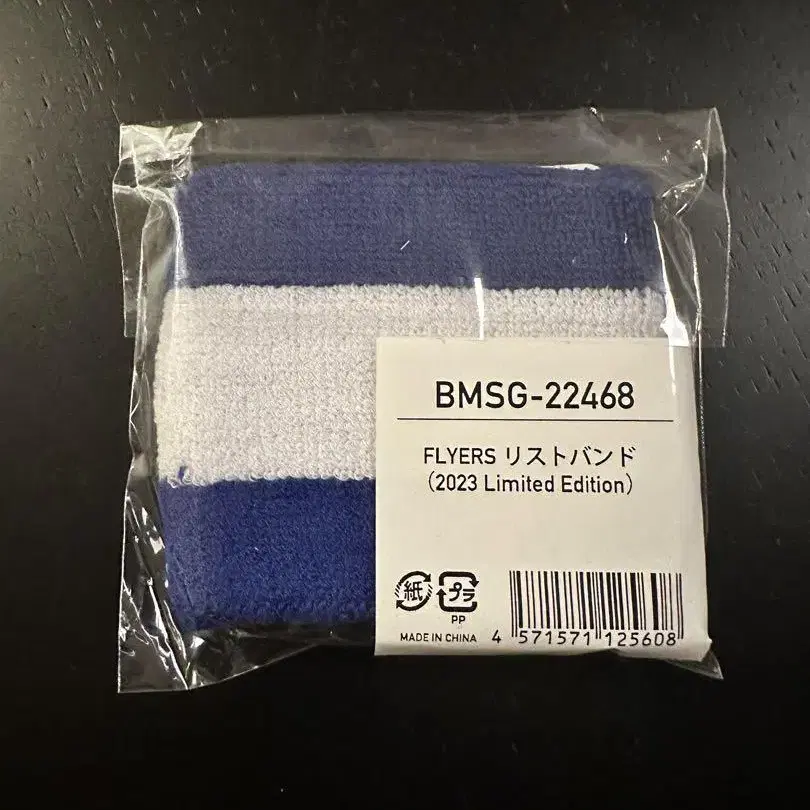 BMSG-22468
FLYERS リストバンド
（2023 Limited Edition）
紙 プラ
PP
MADE IN CHINA 4 571571 125608